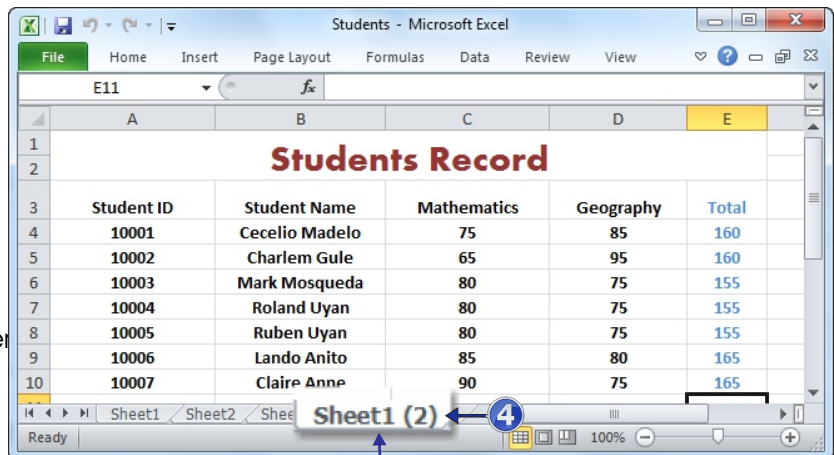 Students - Microsoft Excel
File Home Insert Page Layout Formulas Data Review View
E11 fx
A B C D E
1
2 Students Record
3 Student ID Student Name Mathematics Geography Total
4 10001 Cecelio Madelo 75 85 160
5 10002 Charlem Gule 65 95 160
6 10003 Mark Mosqueda 80 75 155
7 10004 Roland Uyan 80 75 155
8 10005 Ruben Uyan 80 75 155
9 10006 Lando Anito 85 80 165
10 10007 Claire Anne 90 75 165
Sheet1 Sheet2 Shee Sheet1 (2) 4
Ready 100%